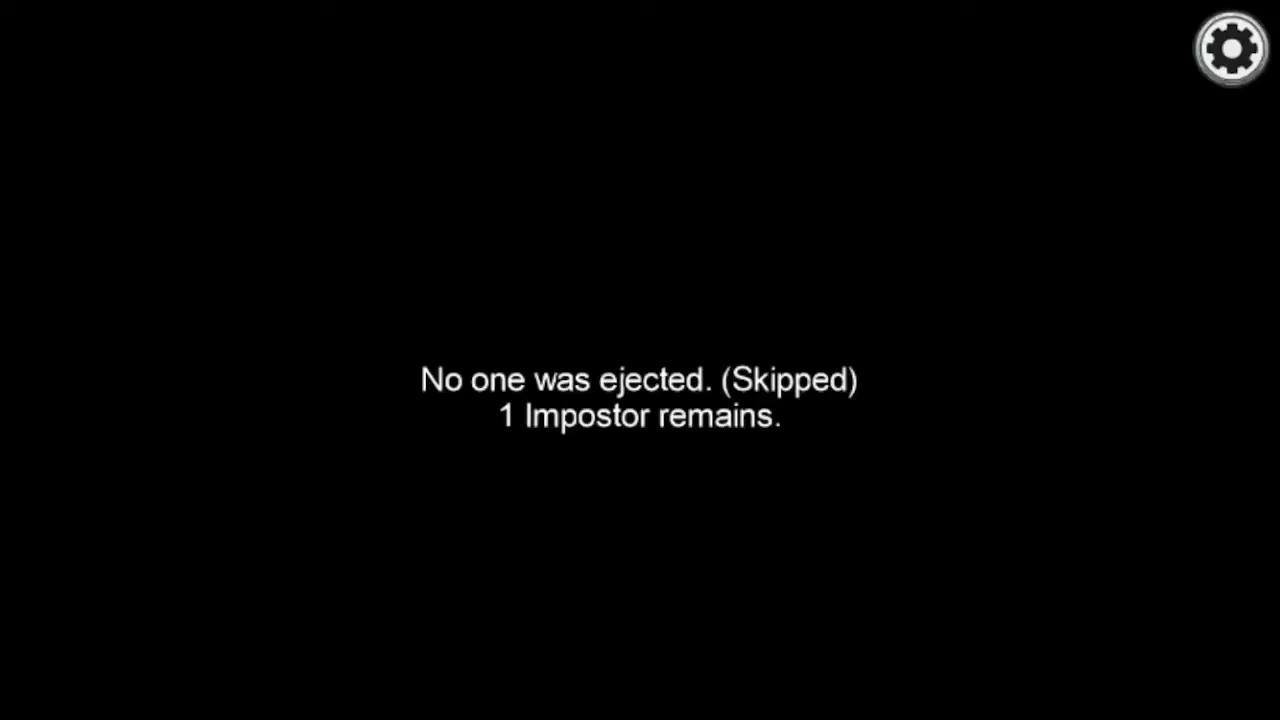 No one was ejected. (Skipped)
1 Impostor remains.